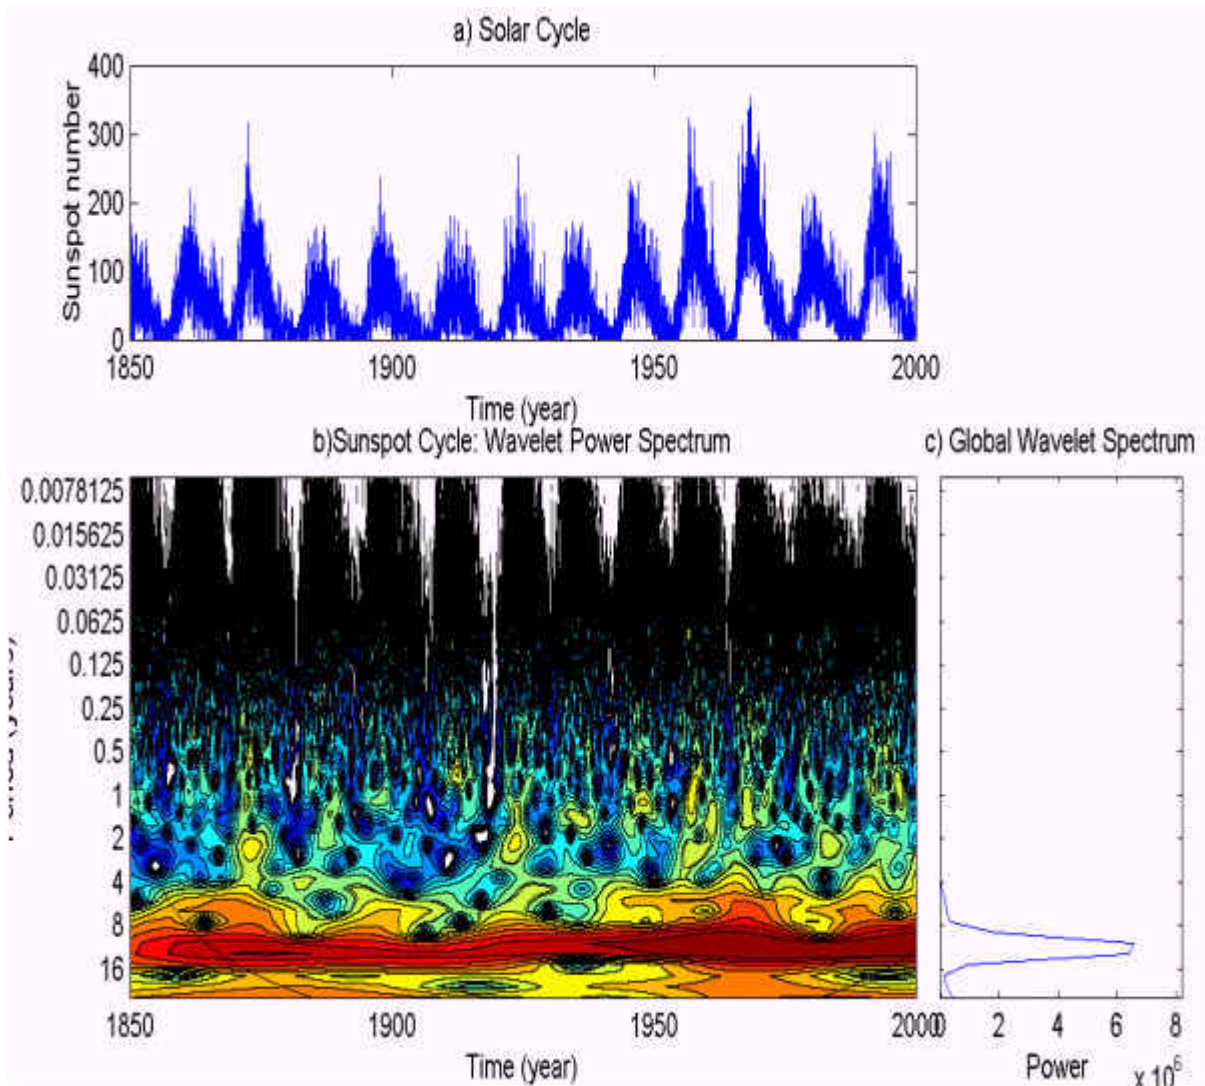 a) Solar Cycle
400
300
200
100
0
Sunspot number
1850 1900 1950 2000
Time (year)
b)Sunspot Cycle: Wavelet Power Spectrum
c) Global Wavelet Spectrum
0.0078125
0.015625
0.03125
0.0625
0.125
0.25
0.5
1
2
4
8
16
1850 1900 1950 2000
Time (year)
0 2 4 6 8
Power
x 10⁶